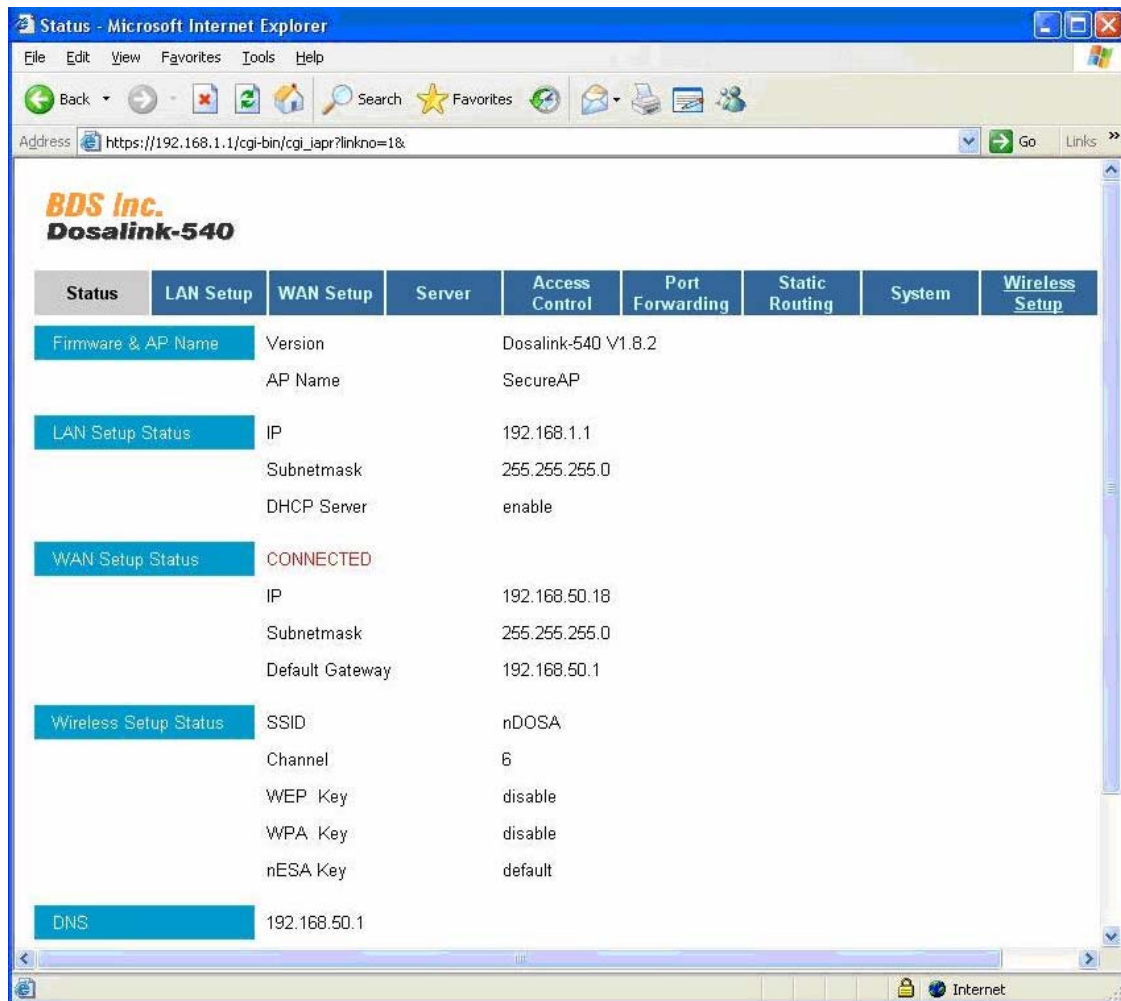 Status - Microsoft Internet Explorer
File Edit View Favorites Tools Help
Back Search Favorites
Address https://192.168.1.1/cgi-bin/cgi_iapr?linkno=1& Go Links »
BDS Inc.
Dosalink-540
Status LAN Setup WAN Setup Server Access Control Port Forwarding Static Routing System Wireless Setup
Firmware & AP Name Version Dosalink-540 V1.8.2
AP Name SecureAP
LAN Setup Status IP 192.168.1.1
Subnetmask 255.255.255.0
DHCP Server enable
WAN Setup Status CONNECTED
IP 192.168.50.18
Subnetmask 255.255.255.0
Default Gateway 192.168.50.1
Wireless Setup Status SSID nDOSA
Channel 6
WEP Key disable
WPA Key disable
nESA Key default
DNS 192.168.50.1
Internet